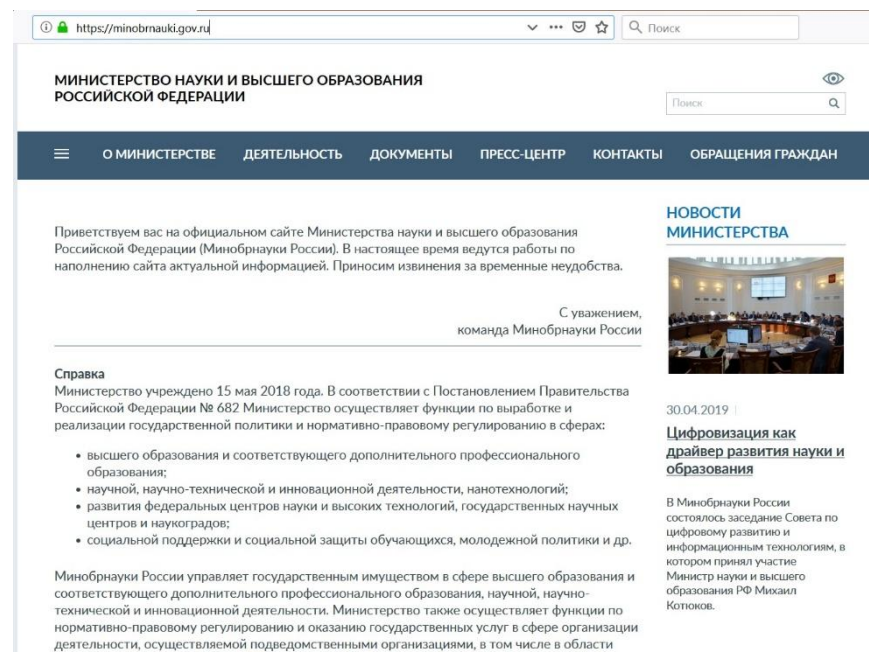 https://minobrnauki.gov.ru
Поиск
МИНИСТЕРСТВО НАУКИ И ВЫСШЕГО ОБРАЗОВАНИЯ
РОССИЙСКОЙ ФЕДЕРАЦИИ
Поиск
О МИНИСТЕРСТВЕ ДЕЯТЕЛЬНОСТЬ ДОКУМЕНТЫ ПРЕСС-ЦЕНТР КОНТАКТЫ ОБРАЩЕНИЯ ГРАЖДАН
Приветствуем вас на официальном сайте Министерства науки и высшего образования
Российской Федерации (Минобрнауки России). В настоящее время ведутся работы по
наполнению сайта актуальной информацией. Приносим извинения за временные неудобства.
С уважением,
команда Минобрнауки России
Справка
Министерство учреждено 15 мая 2018 года. В соответствии с Постановлением Правительства
Российской Федерации № 682 Министерство осуществляет функции по выработке и
реализации государственной политики и нормативно-правовому регулированию в сферах:
• высшего образования и соответствующего дополнительного профессионального
образования;
• научной, научно-технической и инновационной деятельности, нанотехнологий;
• развития федеральных центров науки и высоких технологий, государственных научных
центров и наукоградов;
• социальной поддержки и социальной защиты обучающихся, молодежной политики и др.
Минобрнауки России управляет государственным имуществом в сфере высшего образования и
соответствующего дополнительного профессионального образования, научной, научно-
технической и инновационной деятельности. Министерство также осуществляет функции по
нормативно-правовому регулированию и оказанию государственных услуг в сфере организации
деятельности, осуществляемой подведомственными организациями, в том числе в области
НОВОСТИ
МИНИСТЕРСТВА
30.04.2019
Цифровизация как
драйвер развития науки и
образования
В Минобрнауки России
состоялось заседание Совета по
цифровому развитию и
информационным технологиям, в
котором принял участие
Министр науки и высшего
образования РФ Михаил
Котюков.